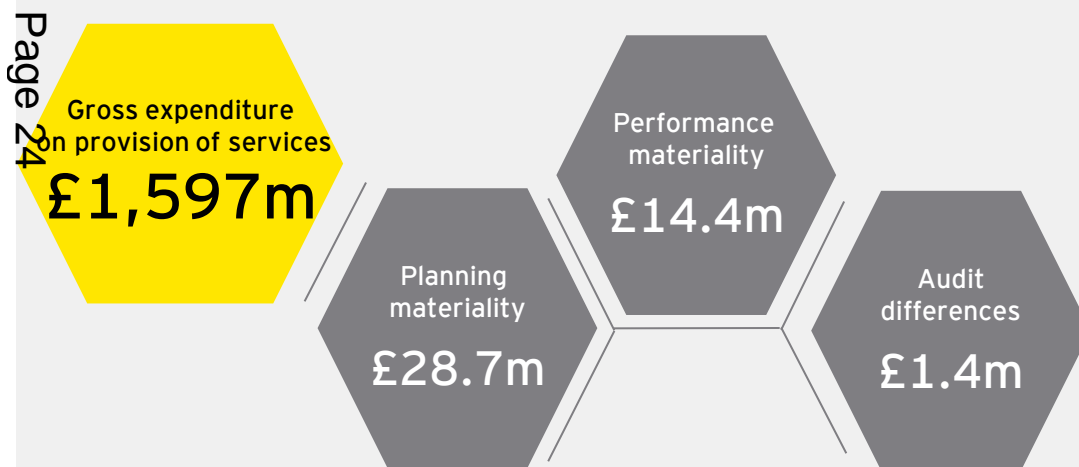 Page 24
Gross expenditure
on provision of services
£1,597m
Planning
materiality
£28.7m
Performance
materiality
£14.4m
Audit
differences
£1.4m